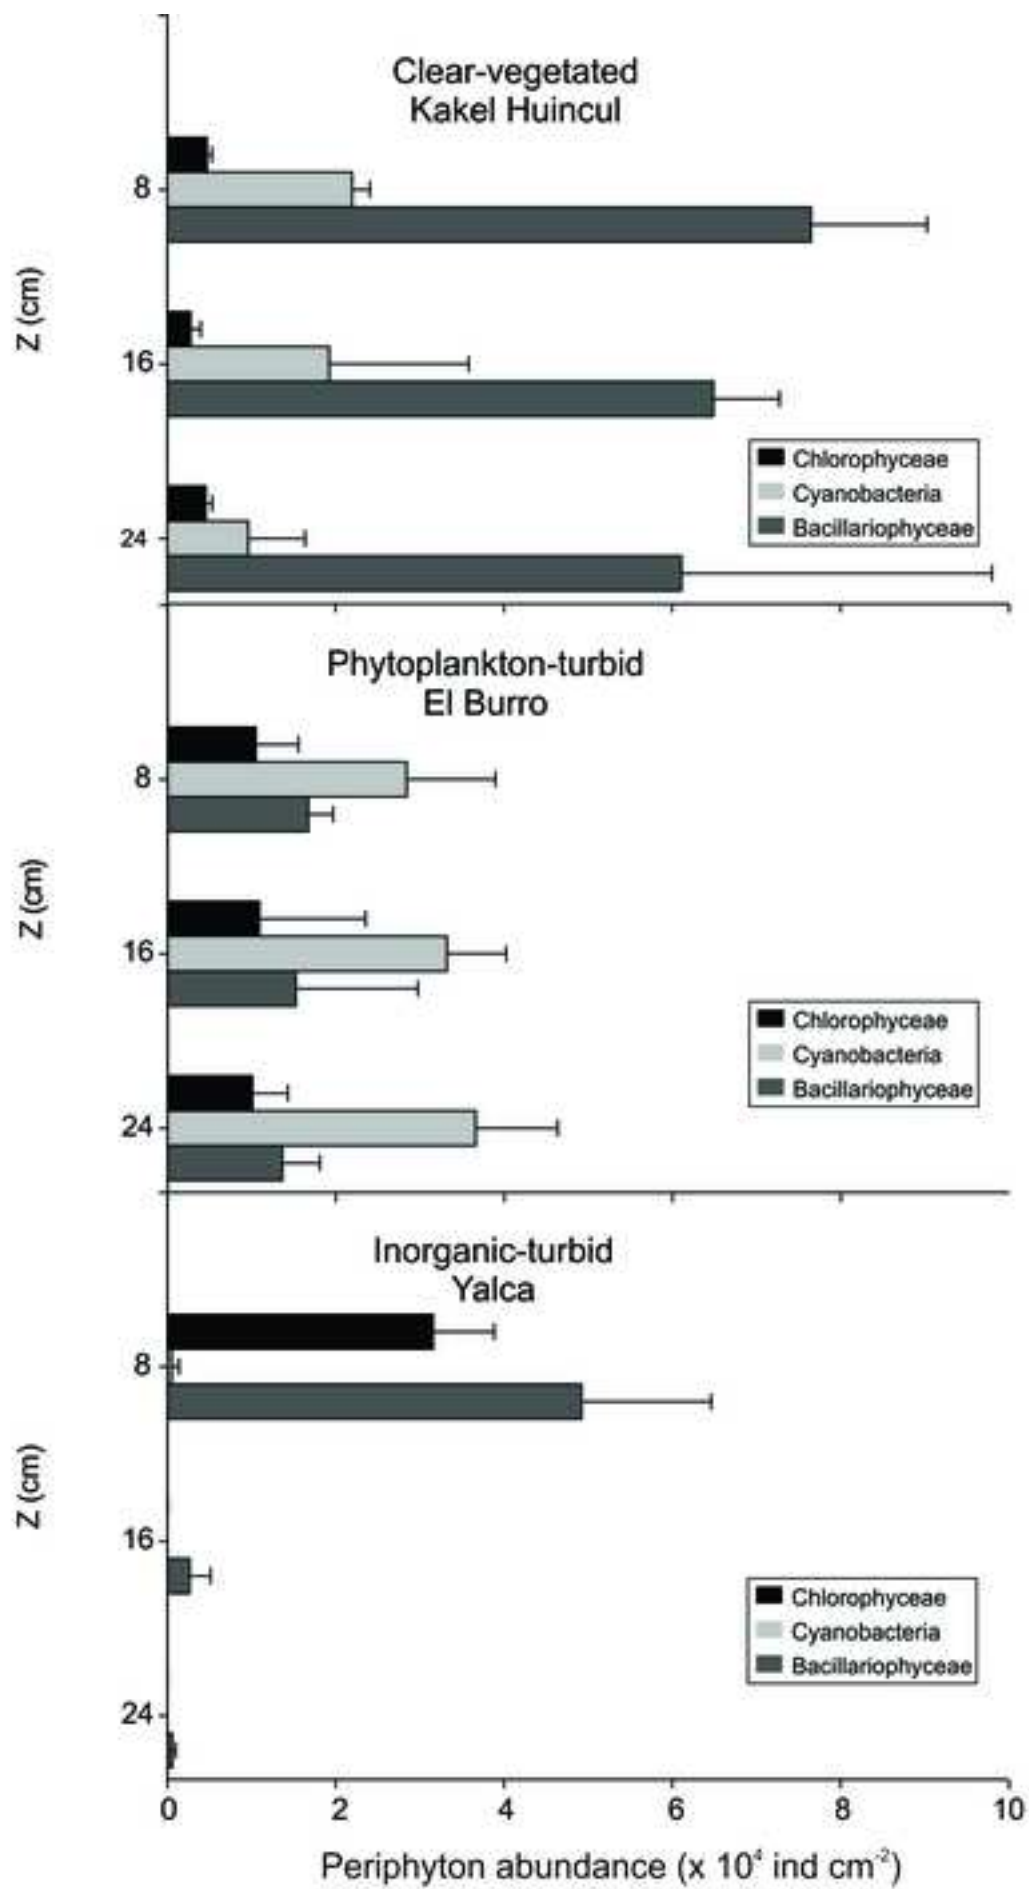 Clear-vegetated
Kakel Huincul
8
16
24
Z (cm)
Chlorophyceae
Cyanobacteria
Bacillariophyceae
Phytoplankton-turbid
El Burro
8
16
24
Z (cm)
Chlorophyceae
Cyanobacteria
Bacillariophyceae
Inorganic-turbid
Yalca
8
16
24
Z (cm)
Chlorophyceae
Cyanobacteria
Bacillariophyceae
0 2 4 6 8 10
Periphyton abundance (x 10⁴ ind cm⁻²)